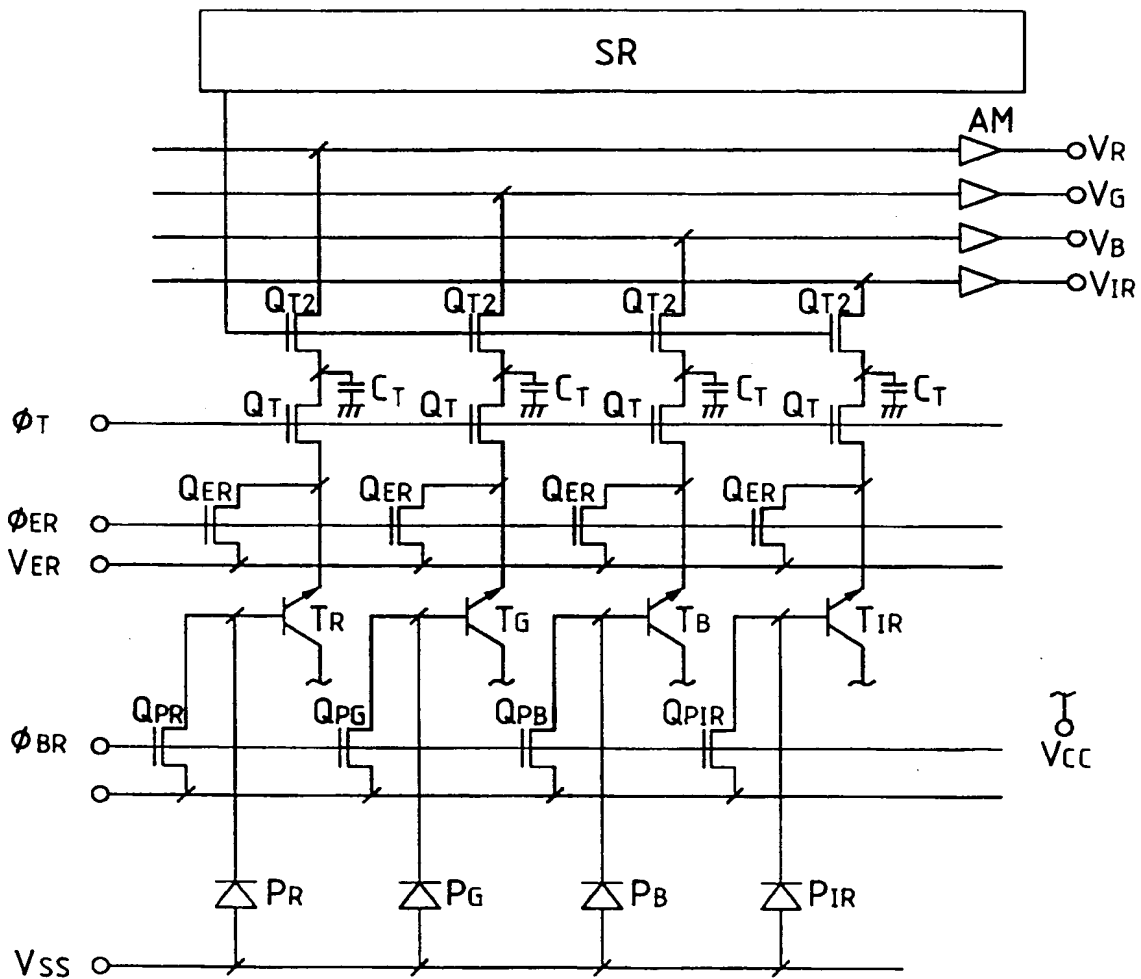 SR
AM
VR
VG
VB
VIR
QT2 QT2 QT2 QT2
CT CT CT CT
QT QT QT QT
φT
QER QER QER QER
φER
VER
TR TG TB TIR
QPR QPG QPB QPIR
φBR
VCC
PR PG PB PIR
VSS